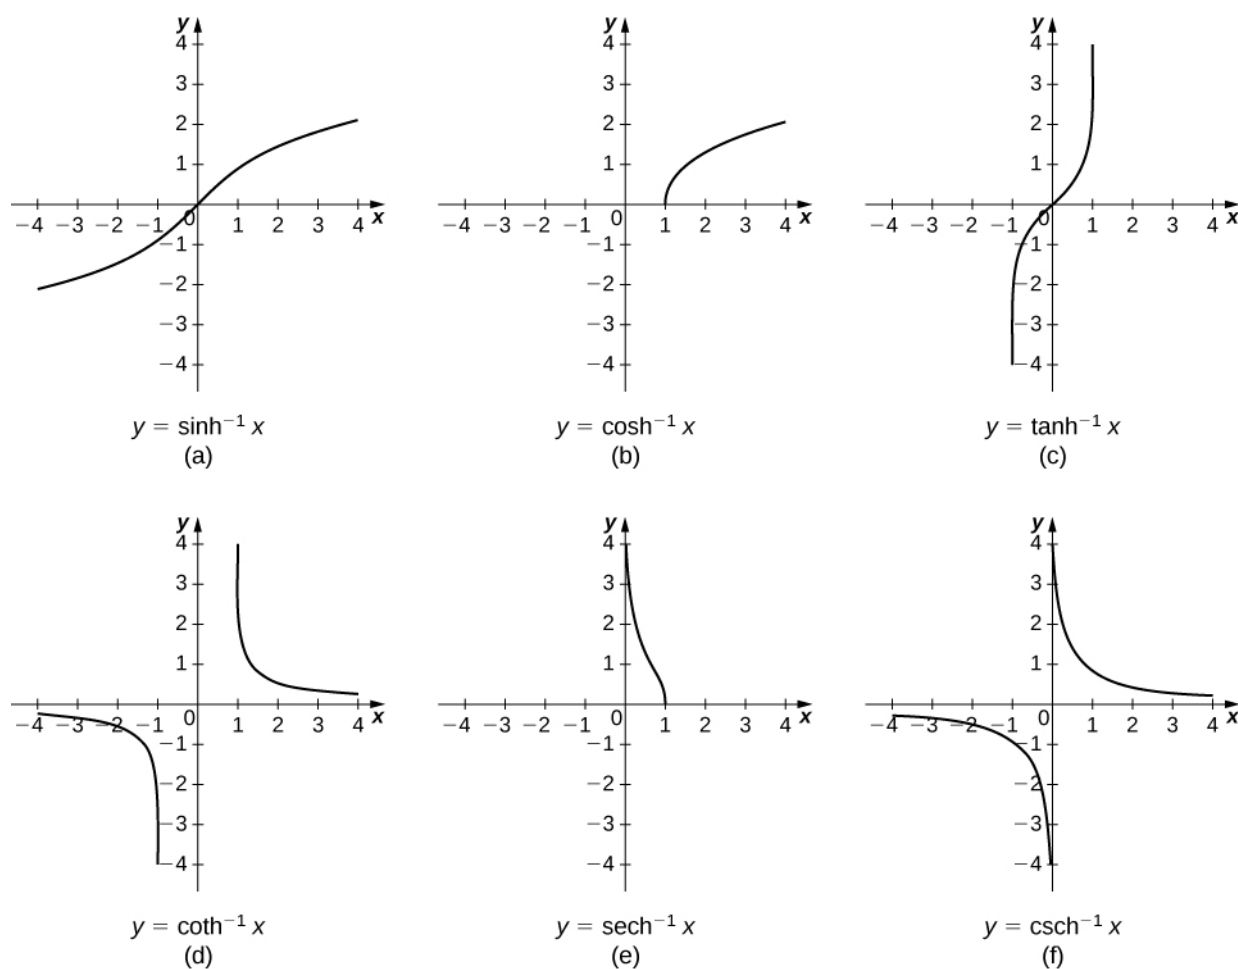 y
4
3
2
1
−4 −3 −2 −1 0 1 2 3 4 x
−1
−2
−3
−4
y = sinh⁻¹ x
(a)
y
4
3
2
1
−4 −3 −2 −1 0 1 2 3 4 x
−1
−2
−3
−4
y = cosh⁻¹ x
(b)
y
4
3
2
1
−4 −3 −2 −1 0 1 2 3 4 x
−1
−2
−3
−4
y = tanh⁻¹ x
(c)
y
4
3
2
1
−4 −3 −2 −1 0 1 2 3 4 x
−1
−2
−3
−4
y = coth⁻¹ x
(d)
y
4
3
2
1
−4 −3 −2 −1 0 1 2 3 4 x
−1
−2
−3
−4
y = sech⁻¹ x
(e)
y
4
3
2
1
−4 −3 −2 −1 0 1 2 3 4 x
−1
−2
−3
−4
y = csch⁻¹ x
(f)